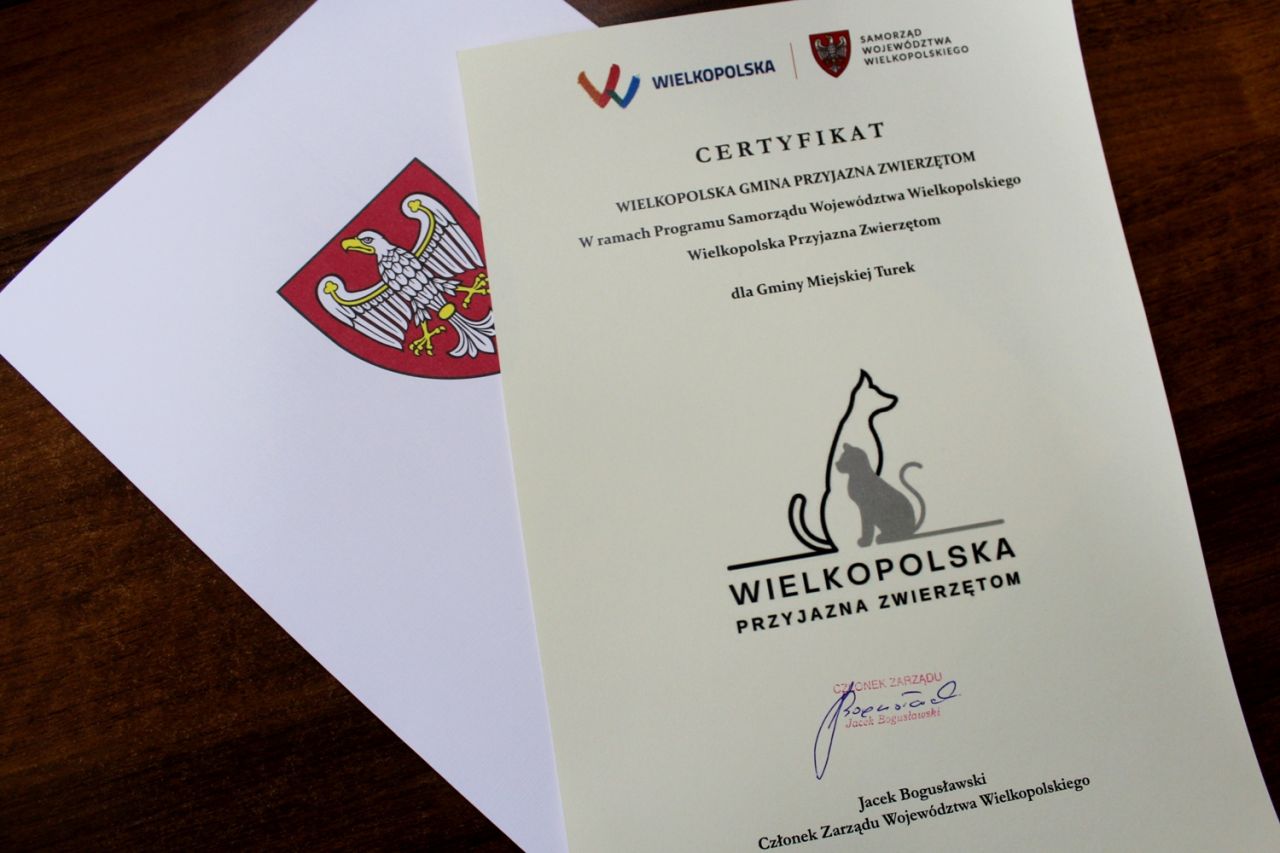 WIELKOPOLSKA
SAMORZĄD
WOJEWÓDZTWA
WIELKOPOLSKIEGO
CERTYFIKAT
WIELKOPOLSKA GMINA PRZYJAZNA ZWIERZĘTOM
W ramach Programu Samorządu Województwa Wielkopolskiego
Wielkopolska Przyjazna Zwierzętom
dla Gminy Miejskiej Turek
WIELKOPOLSKA
PRZYJAZNA ZWIERZĘTOM
CZŁONEK ZARZĄDU
Jacek Bogusławski
Jacek Bogusławski
Członek Zarządu Województwa Wielkopolskiego